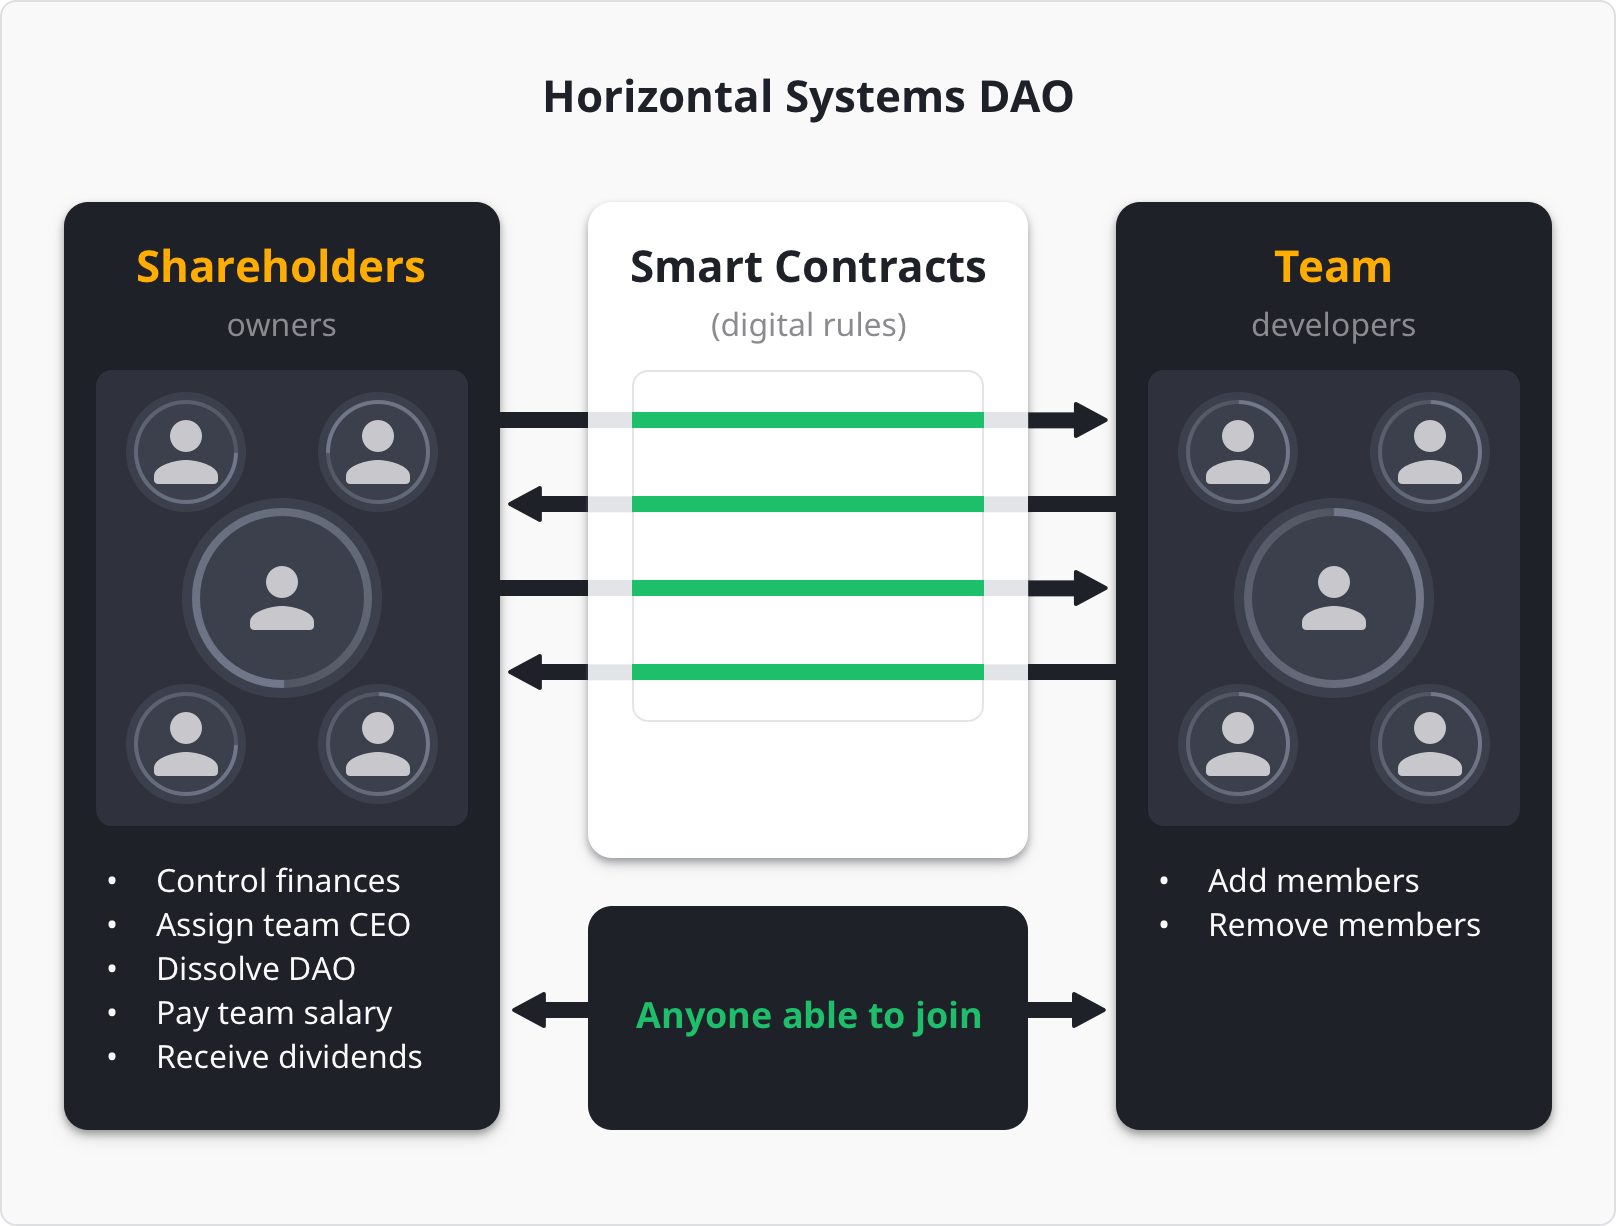 Horizontal Systems DAO
Shareholders
owners
• Control finances
• Assign team CEO
• Dissolve DAO
• Pay team salary
• Receive dividends
Smart Contracts
(digital rules)
Anyone able to join
Team
developers
• Add members
• Remove members